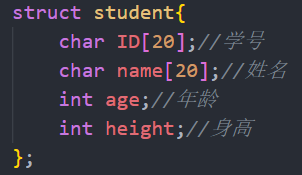 struct student{
char ID[20];//学号
char name[20];//姓名
int age;//年龄
int height;//身高
};